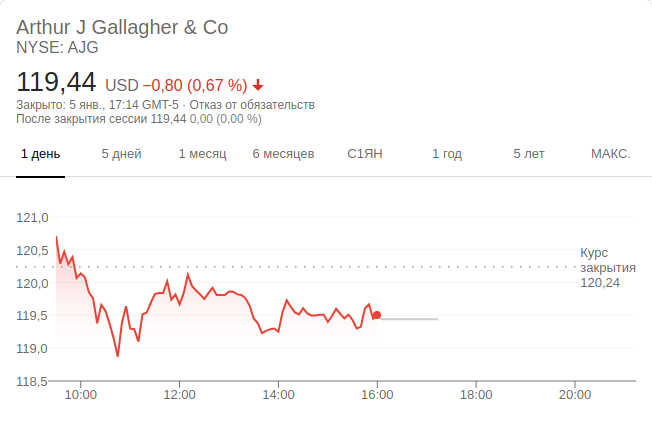 Arthur J Gallagher & Co
NYSE: AJG
119,44 USD −0,80 (0,67 %)
Закрыто: 5 янв., 17:14 GMT-5 · Отказ от обязательств
После закрытия сессии 119,44 0,00 (0,00 %)
1 день 5 дней 1 месяц 6 месяцев С1ЯН 1 год 5 лет МАКС.
121,0
120,5
120,0
119,5
119,0
118,5
Курс
закрытия
120,24
10:00 12:00 14:00 16:00 18:00 20:00